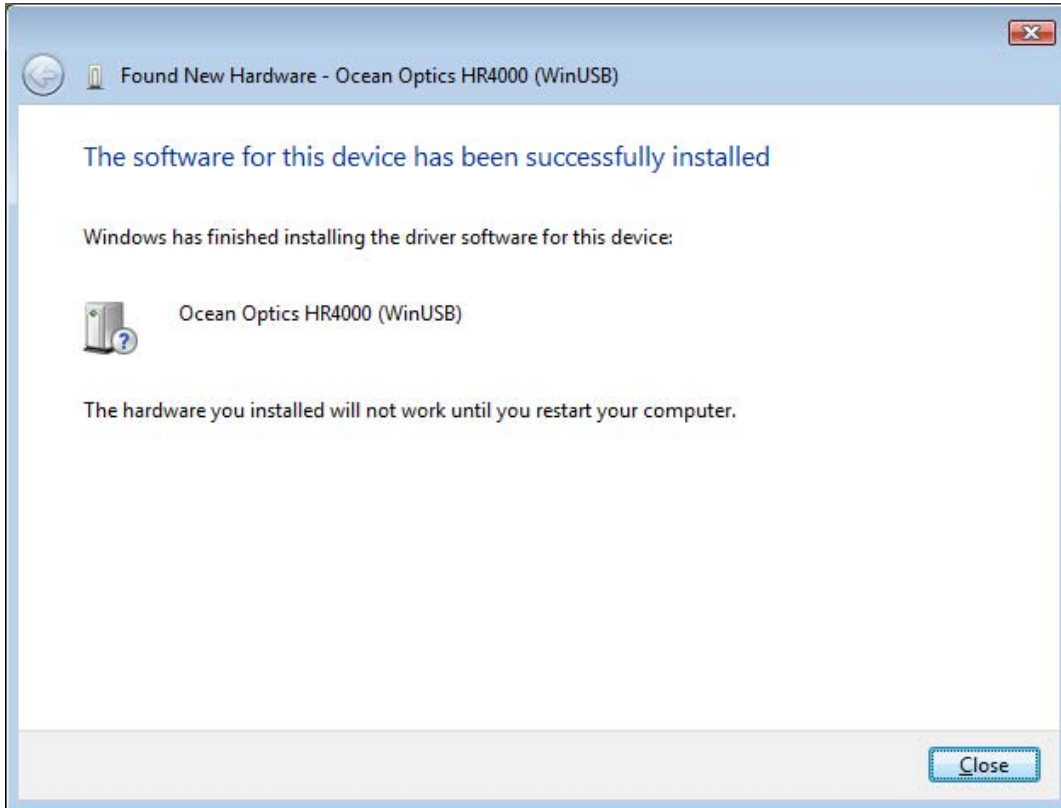 Found New Hardware - Ocean Optics HR4000 (WinUSB)
The software for this device has been successfully installed
Windows has finished installing the driver software for this device:
Ocean Optics HR4000 (WinUSB)
The hardware you installed will not work until you restart your computer.
Close